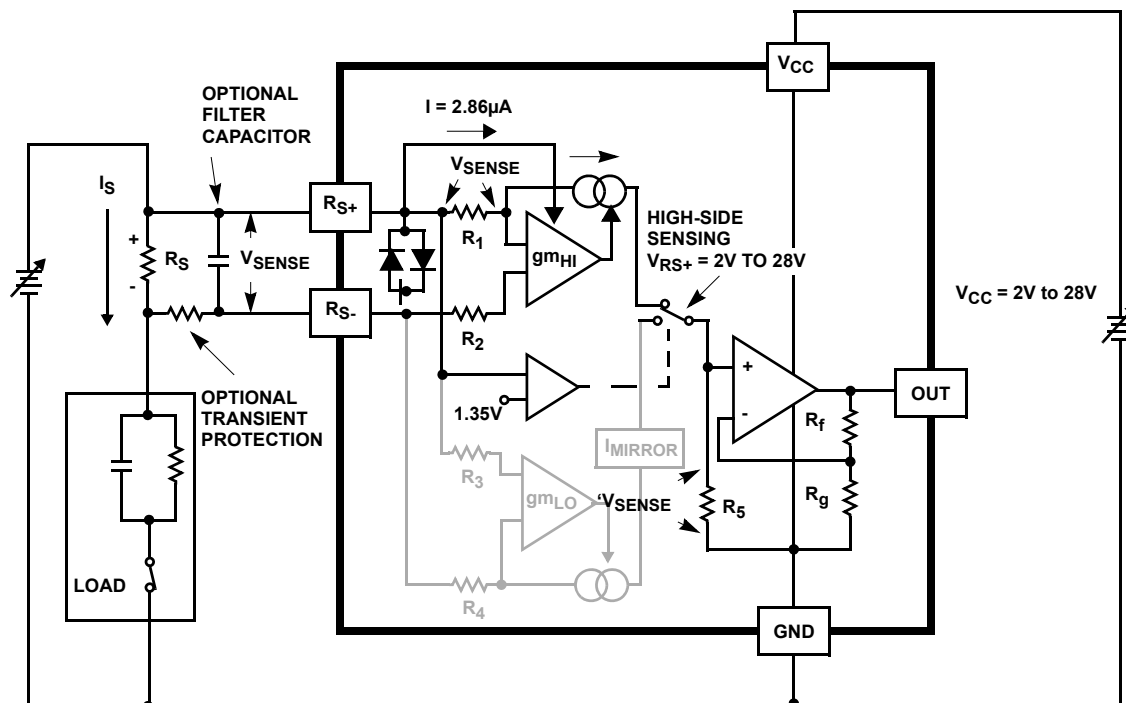 VCC
OPTIONAL
FILTER
CAPACITOR
I = 2.86µA
VSENSE
IS
RS+
R1
gmHI
HIGH-SIDE
SENSING
VRS+ = 2V TO 28V
+
RS
-
VSENSE
VCC = 2V to 28V
RS-
R2
+
1.35V
-
OUT
OPTIONAL
TRANSIENT
PROTECTION
Rf
IMIRROR
R3
gmLO
'VSENSE
R5
Rg
LOAD
R4
GND